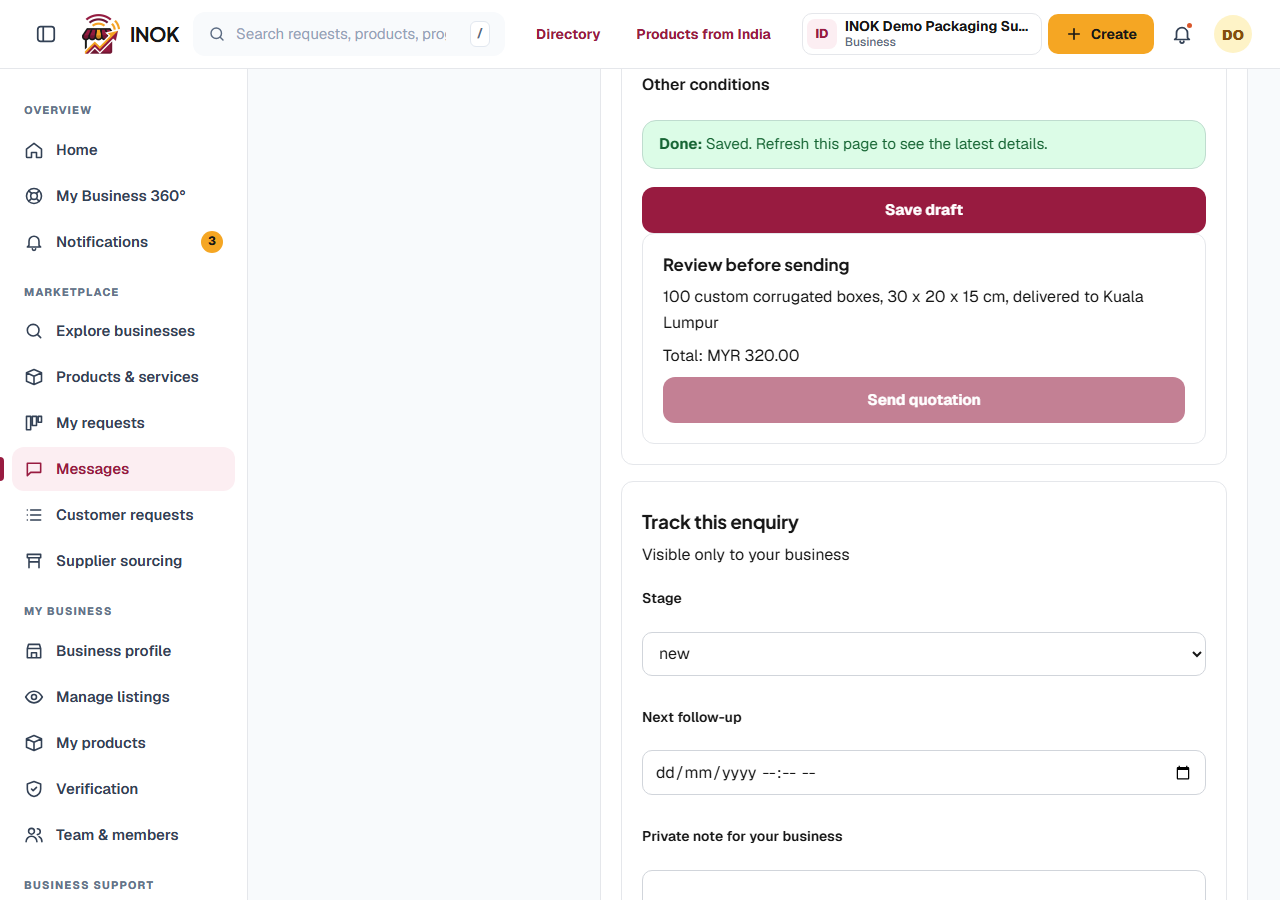 INOK
Search requests, products, pro
/
Directory
Products from India
ID
INOK Demo Packaging Su...
Business
Create
DO
OVERVIEW
Home
My Business 360°
Notifications
3
MARKETPLACE
Explore businesses
Products & services
My requests
Messages
Customer requests
Supplier sourcing
MY BUSINESS
Business profile
Manage listings
My products
Verification
Team & members
BUSINESS SUPPORT
Other conditions
Done: Saved. Refresh this page to see the latest details.
Save draft
Review before sending
100 custom corrugated boxes, 30 x 20 x 15 cm, delivered to Kuala
Lumpur
Total: MYR 320.00
Send quotation
Track this enquiry
Visible only to your business
Stage
new
Next follow-up
dd/mm/yyyy --:-- --
Private note for your business